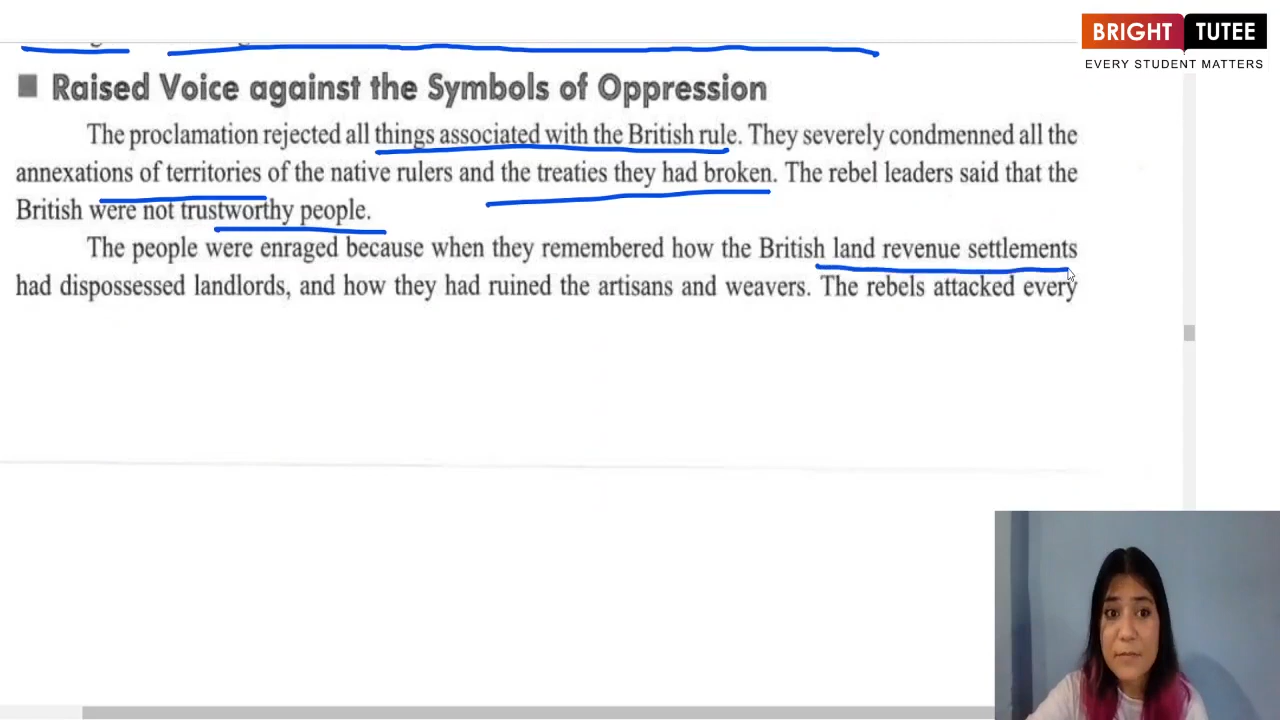 BRIGHT TUTEE
EVERY STUDENT MATTERS
Raised Voice against the Symbols of Oppression
The proclamation rejected all things associated with the British rule. They severely condmenned all the
annexations of territories of the native rulers and the treaties they had broken. The rebel leaders said that the
British were not trustworthy people.
The people were enraged because when they remembered how the British land revenue settlements
had dispossessed landlords, and how they had ruined the artisans and weavers. The rebels attacked every